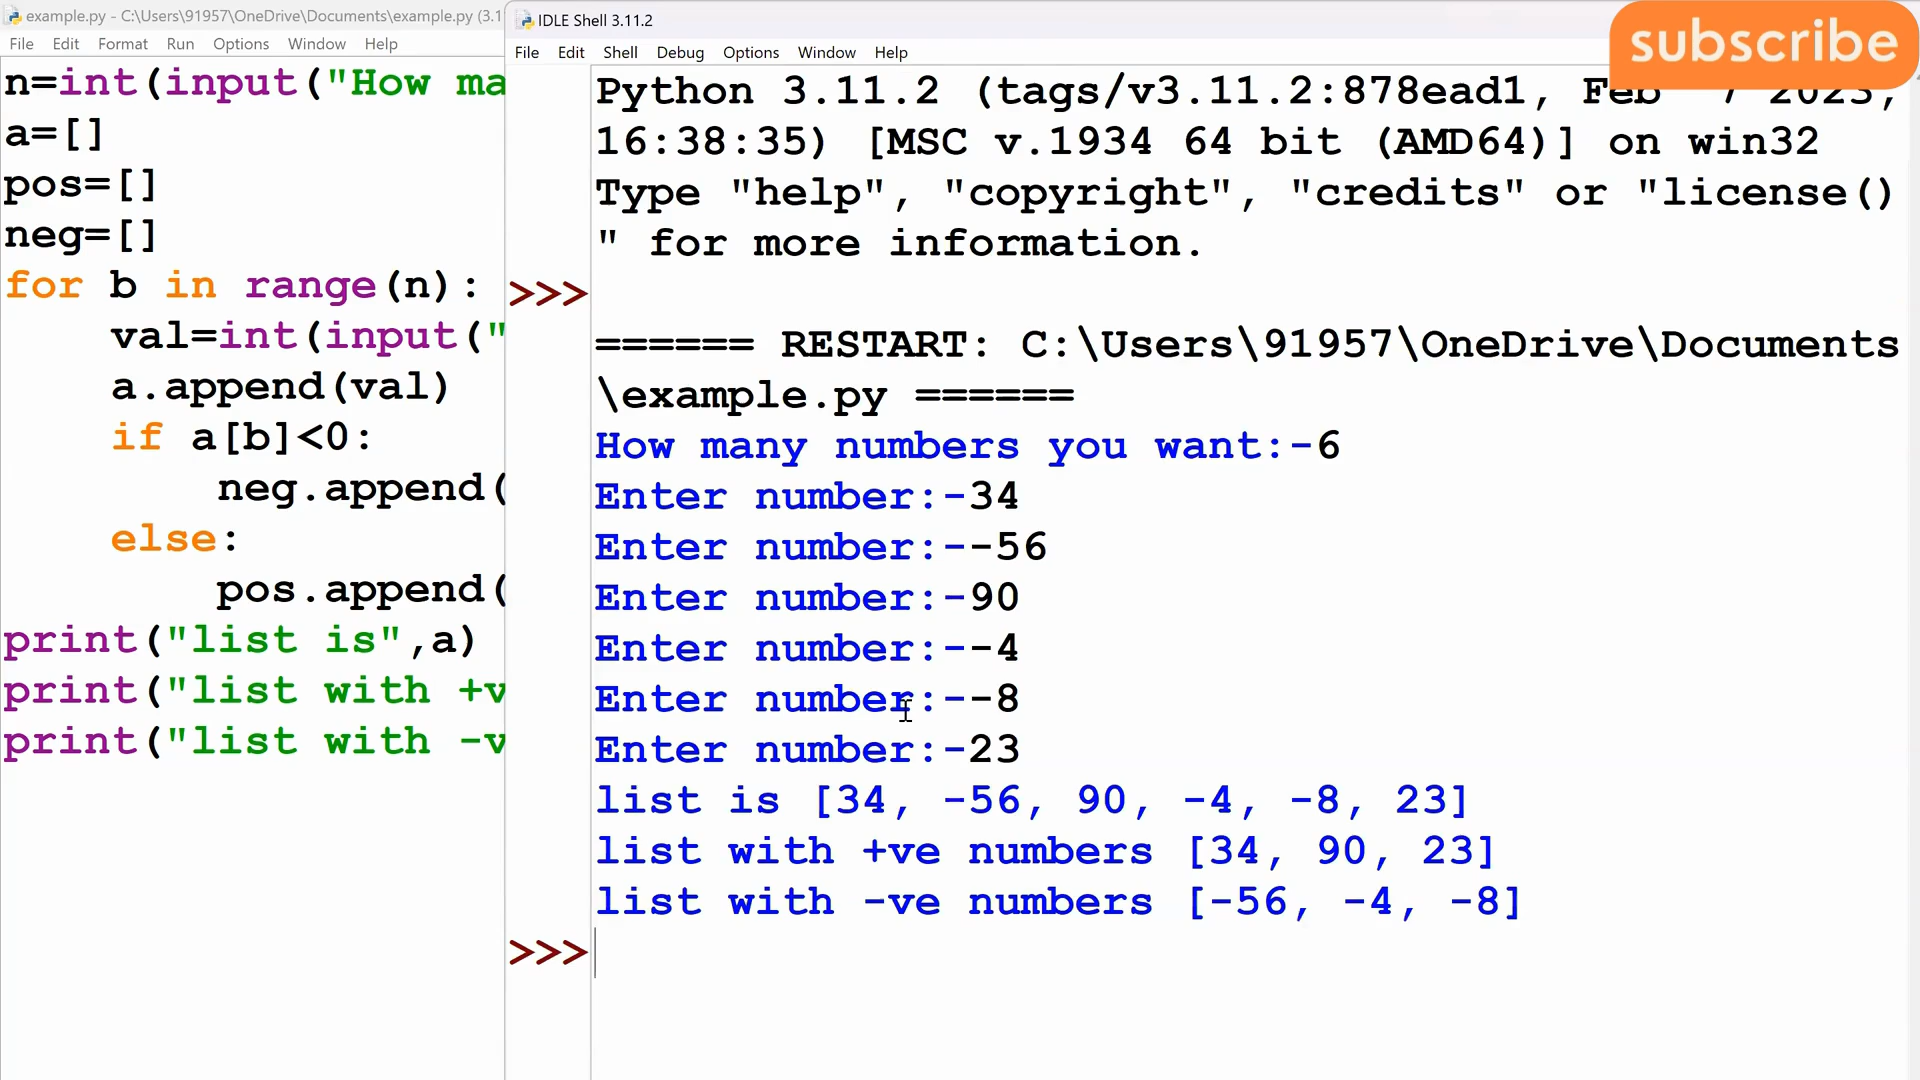 example.py - C:\Users\91957\OneDrive\Documents\example.py (3.1
File Edit Format Run Options Window Help
n=int(input("How ma
a=[]
pos=[]
neg=[]
for b in range(n):
val=int(input("
a.append(val)
if a[b]<0:
neg.append(
else:
pos.append(
print("list is",a)
print("list with +v
print("list with -v
IDLE Shell 3.11.2
File Edit Shell Debug Options Window Help
subscribe
Python 3.11.2 (tags/v3.11.2:878ead1, Feb 7 2023,
16:38:35) [MSC v.1934 64 bit (AMD64)] on win32
Type "help", "copyright", "credits" or "license()
" for more information.
>>>
====== RESTART: C:\Users\91957\OneDrive\Documents
\example.py ======
How many numbers you want:-6
Enter number:-34
Enter number:--56
Enter number:-90
Enter number:--4
Enter number:--8
Enter number:-23
list is [34, -56, 90, -4, -8, 23]
list with +ve numbers [34, 90, 23]
list with -ve numbers [-56, -4, -8]
>>>